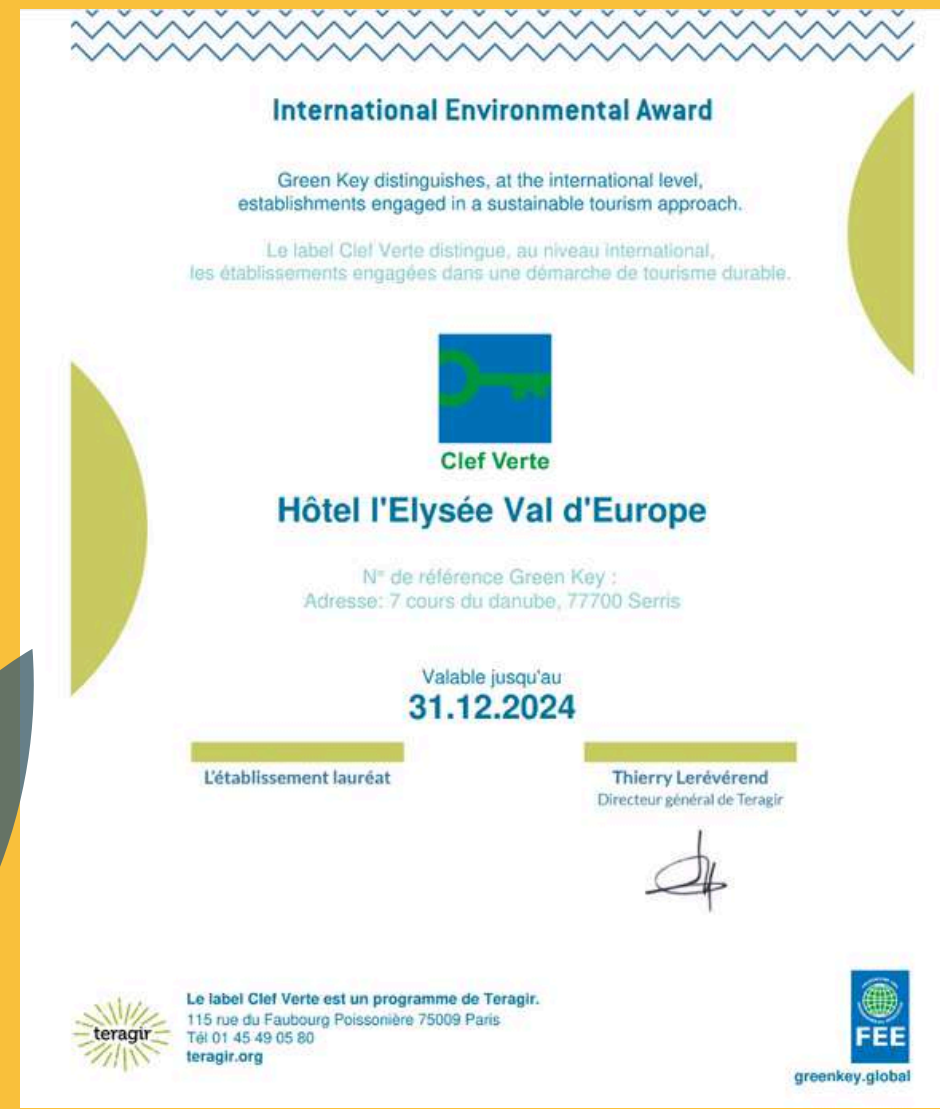 International Environmental Award
Green Key distinguishes, at the international level,
establishments engaged in a sustainable tourism approach.
Le label Clef Verte distingue, au niveau international,
les établissements engagées dans une démarche de tourisme durable.
Clef Verte
Hôtel l'Elysée Val d'Europe
N° de référence Green Key :
Adresse: 7 cours du danube, 77700 Serris
Valable jusqu'au
31.12.2024
L'établissement lauréat
Thierry Lerévérend
Directeur général de Teragir
teragir
Le label Clef Verte est un programme de Teragir.
115 rue du Faubourg Poissonière 75009 Paris
Tél 01 45 49 05 80
teragir.org
FEE
greenkey.global